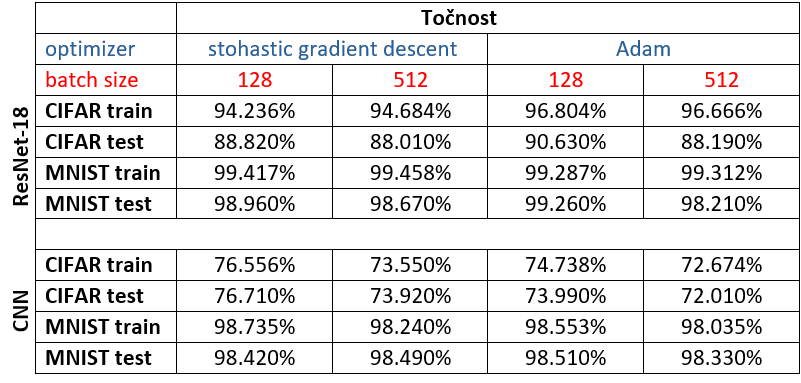 Točnost
optimizer stohastic gradient descent Adam
batch size 128 512 128 512
ResNet-18
CIFAR train 94.236% 94.684% 96.804% 96.666%
CIFAR test 88.820% 88.010% 90.630% 88.190%
MNIST train 99.417% 99.458% 99.287% 99.312%
MNIST test 98.960% 98.670% 99.260% 98.210%
CNN
CIFAR train 76.556% 73.550% 74.738% 72.674%
CIFAR test 76.710% 73.920% 73.990% 72.010%
MNIST train 98.735% 98.240% 98.553% 98.035%
MNIST test 98.420% 98.490% 98.510% 98.330%